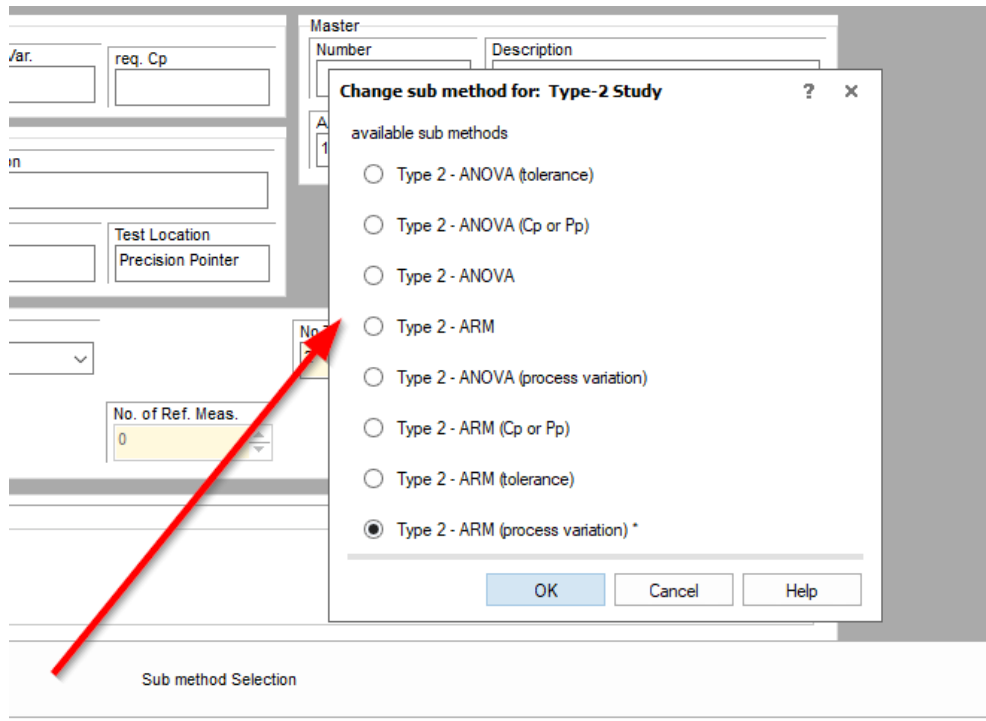 Master
Var.
req. Cp
Number
Description
Change sub method for: Type-2 Study
? ×
available sub methods
1
Type 2 - ANOVA (tolerance)
Type 2 - ANOVA (Cp or Pp)
Test Location
Precision Pointer
Type 2 - ANOVA
Type 2 - ARM
Type 2 - ANOVA (process variation)
No. of Ref. Meas.
0
Type 2 - ARM (Cp or Pp)
Type 2 - ARM (tolerance)
Type 2 - ARM (process variation) *
OK
Cancel
Help
Sub method Selection